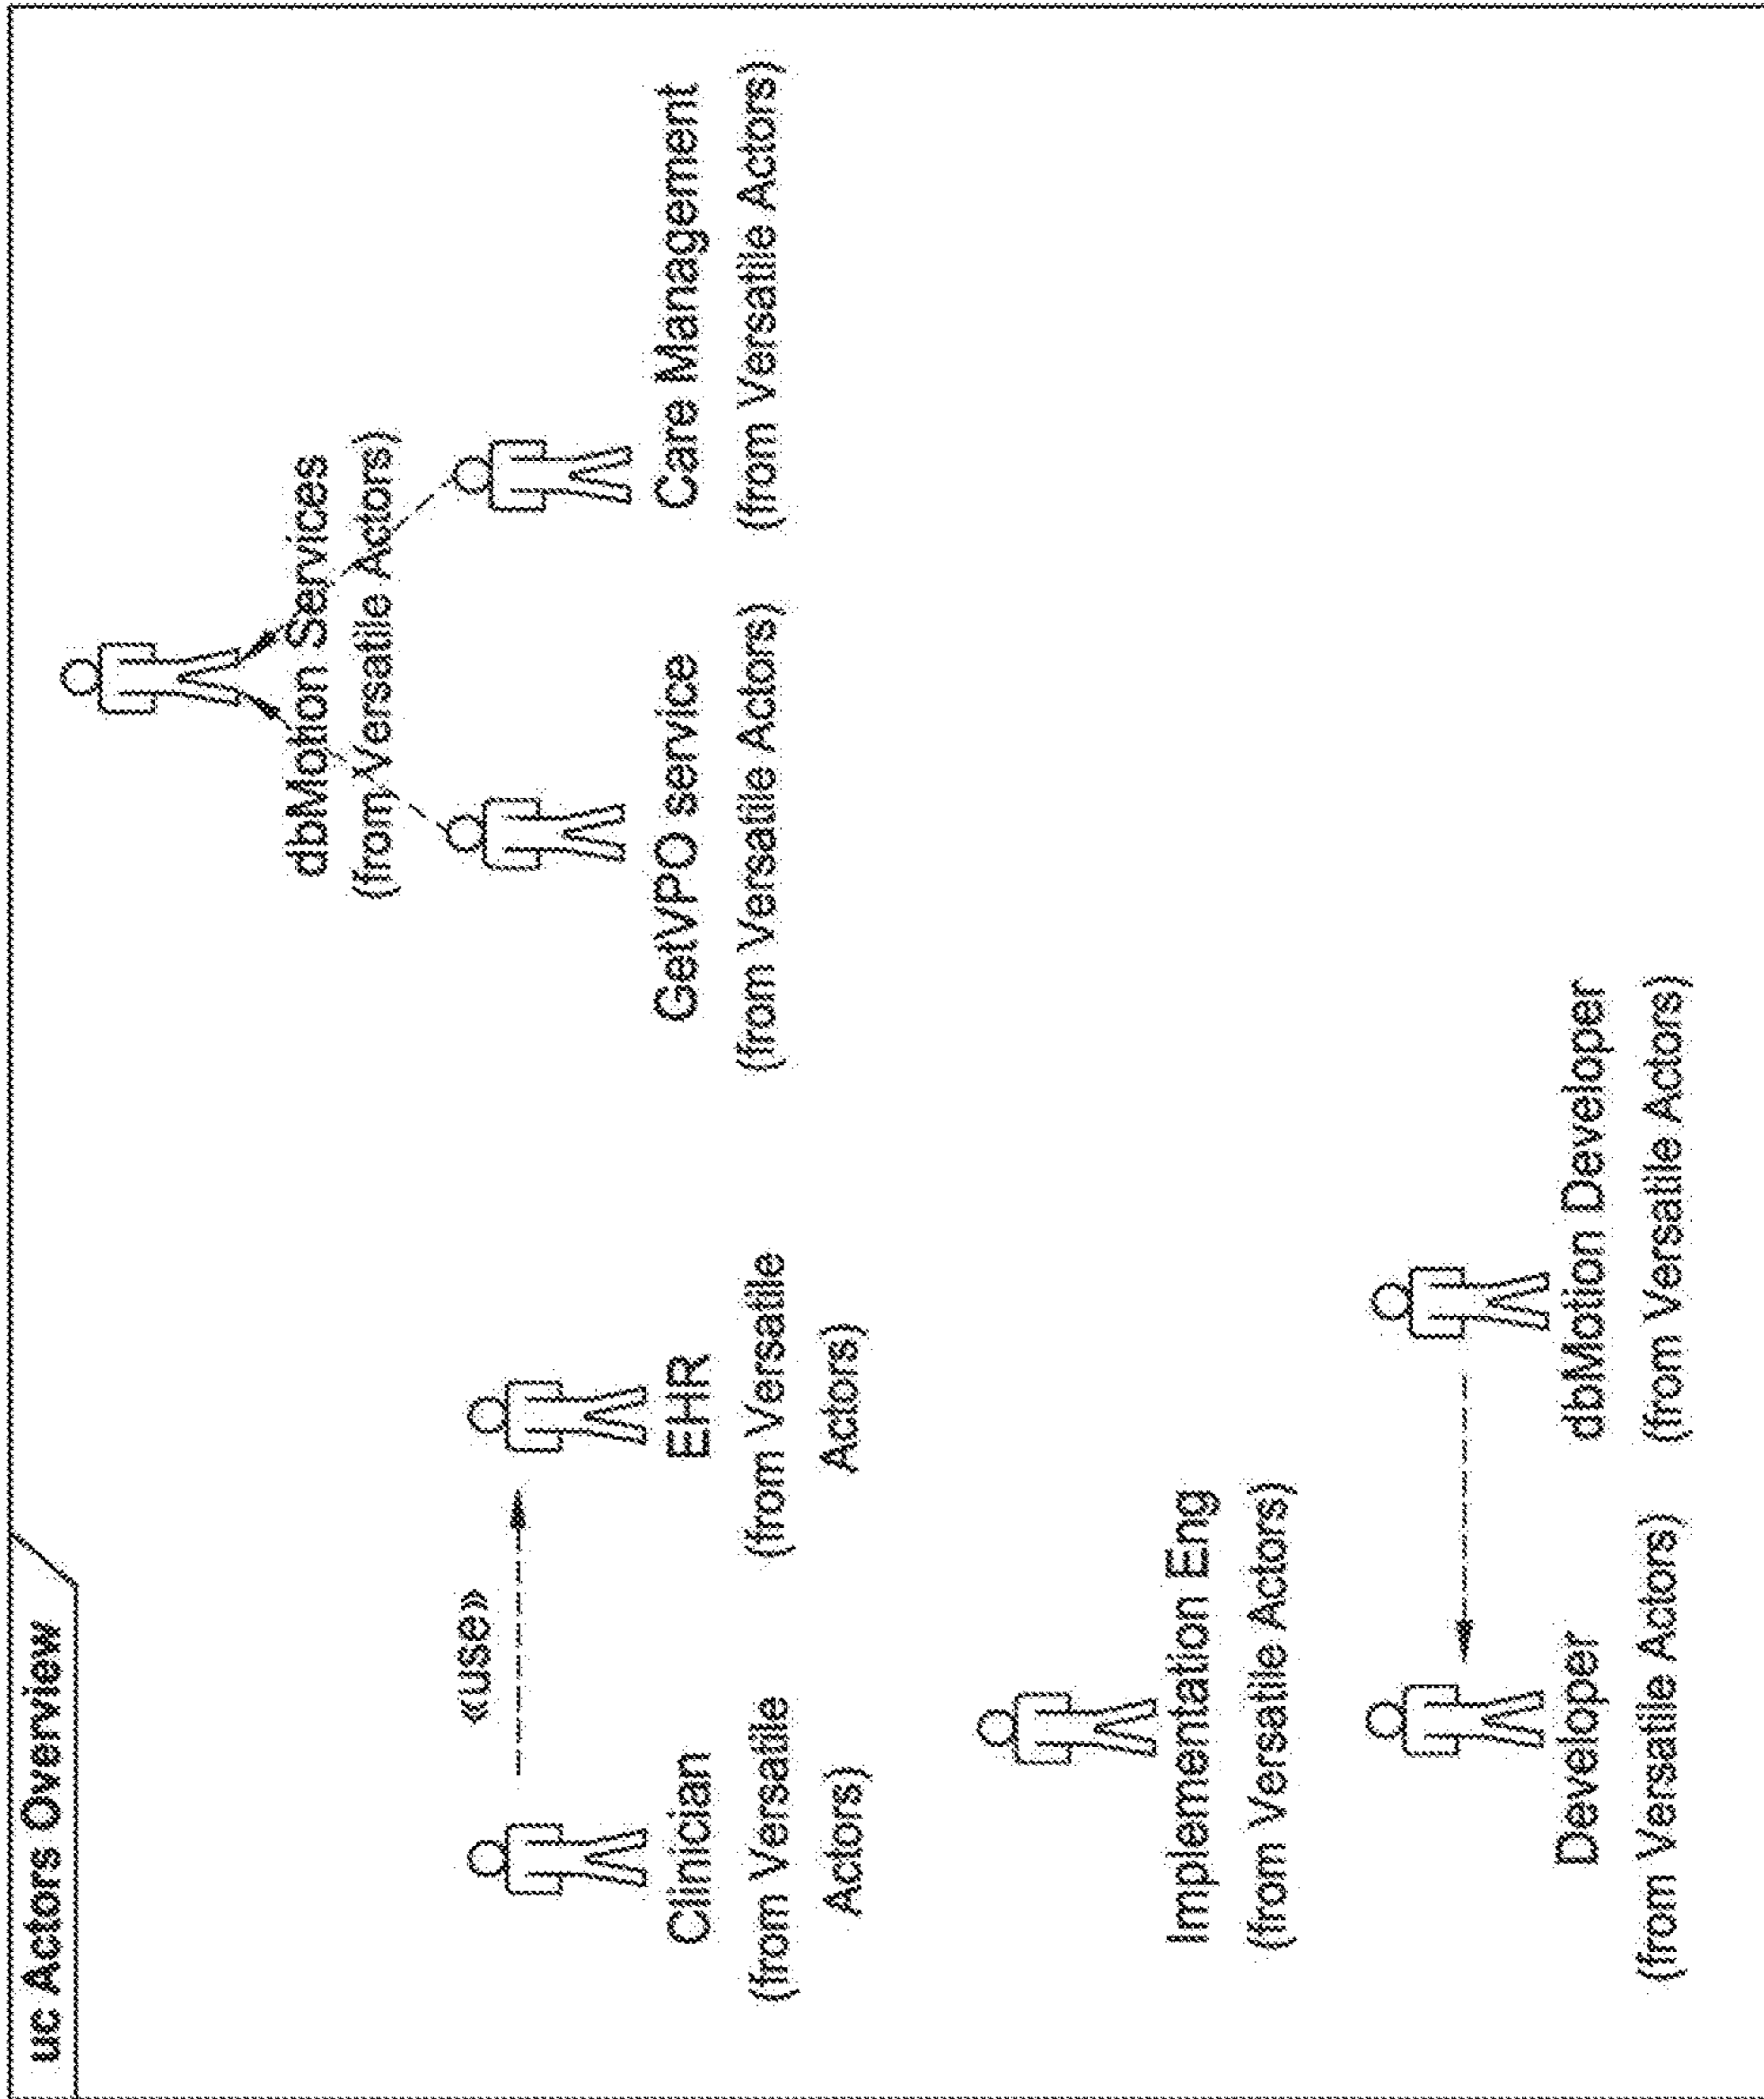 uc Actors Overview
dbMotion Services
(from Versatile Actors)
«use»
Clinician
(from Versatile
Actors)
EHR
(from Versatile
Actors)
GetVPO service
(from Versatile Actors)
Care Management
(from Versatile Actors)
Implementation Eng
(from Versatile Actors)
Developer
(from Versatile Actors)
dbMotion Developer
(from Versatile Actors)